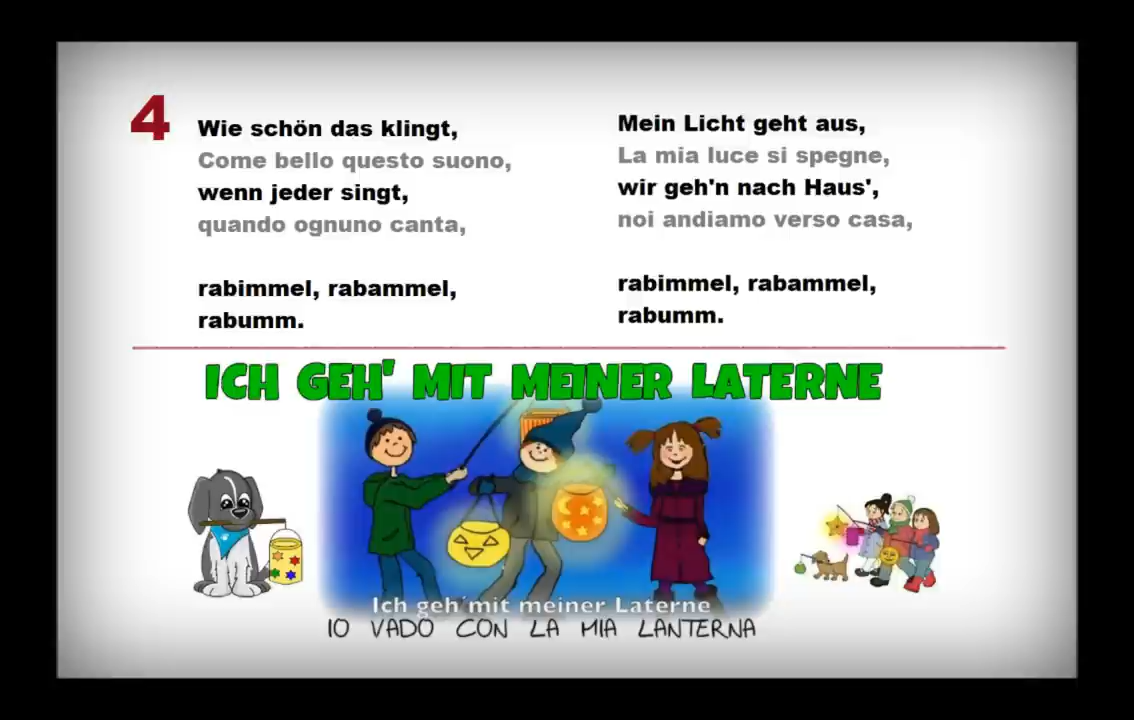 4
Wie schön das klingt,
Come bello questo suono,
wenn jeder singt,
quando ognuno canta,
rabimmel, rabammel,
rabumm.
Mein Licht geht aus,
La mia luce si spegne,
wir geh'n nach Haus',
noi andiamo verso casa,
rabimmel, rabammel,
rabumm.
ICH GEH' MIT MEINER LATERNE
Ich geh'mit meiner Laterne
IO VADO CON LA MIA LANTERNA